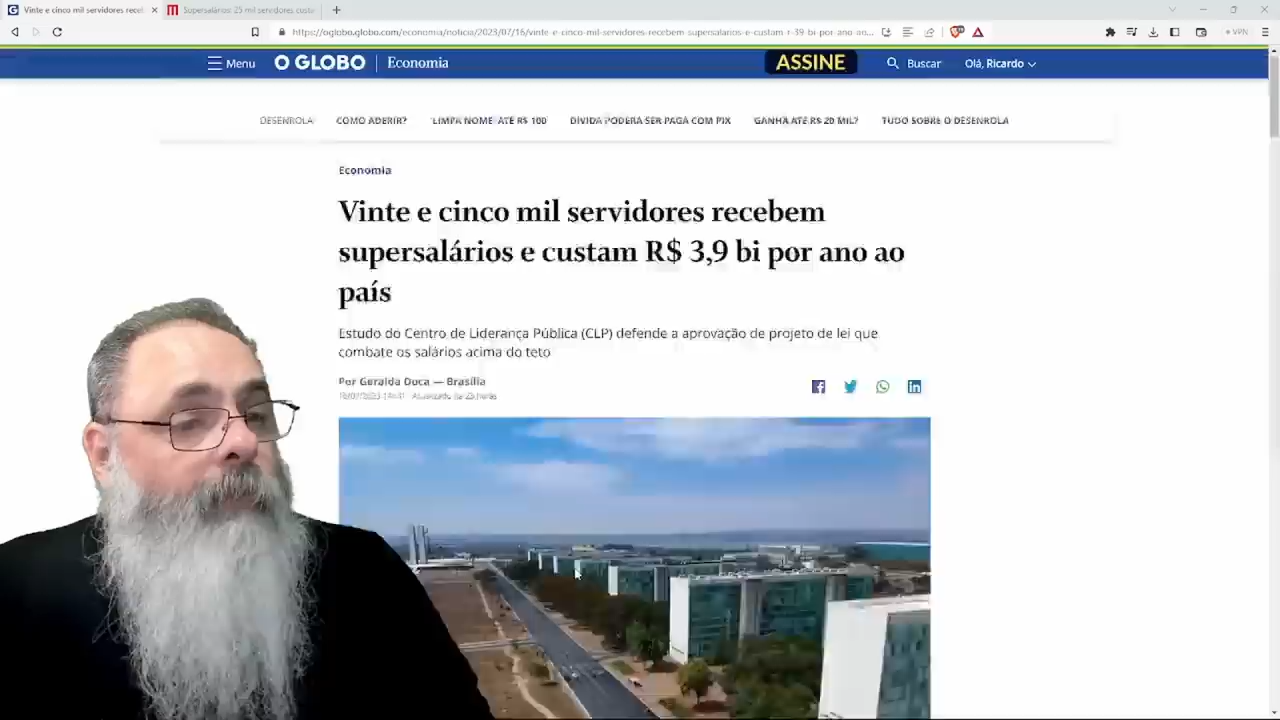 Vinte e cinco mil servidores recel
Supersalários: 25 mil servidores custa
https://oglobo.globo.com/economia/noticia/2023/07/16/vinte-e-cinco-mil-servidores-recebem-supersalarios-e-custam-r-39-bi-por-ano-ao...
VPN
Menu O GLOBO Economia ASSINE Buscar Olá, Ricardo
DESENROLA COMO ADERIR? LIMPA NOME ATÉ R$ 100 DÍVIDA PODERÁ SER PAGA COM PIX GANHA ATÉ R$ 20 MIL? TUDO SOBRE O DESENROLA
Economia
Vinte e cinco mil servidores recebem
supersalários e custam R$ 3,9 bi por ano ao
país
Estudo do Centro de Liderança Pública (CLP) defende a aprovação de projeto de lei que
combate os salários acima do teto
Por Geralda Doca — Brasília